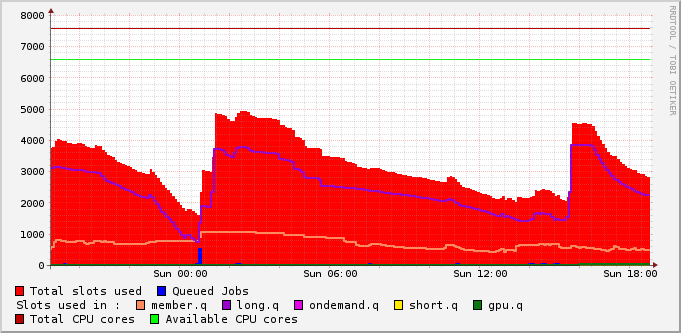 8000
7000
6000
5000
4000
3000
2000
1000
0
Sun 00:00 Sun 06:00 Sun 12:00 Sun 18:00
Total slots used Queued Jobs
Slots used in : member.q long.q ondemand.q short.q gpu.q
Total CPU cores Available CPU cores
RRDTOOL / TOBI OETIKER